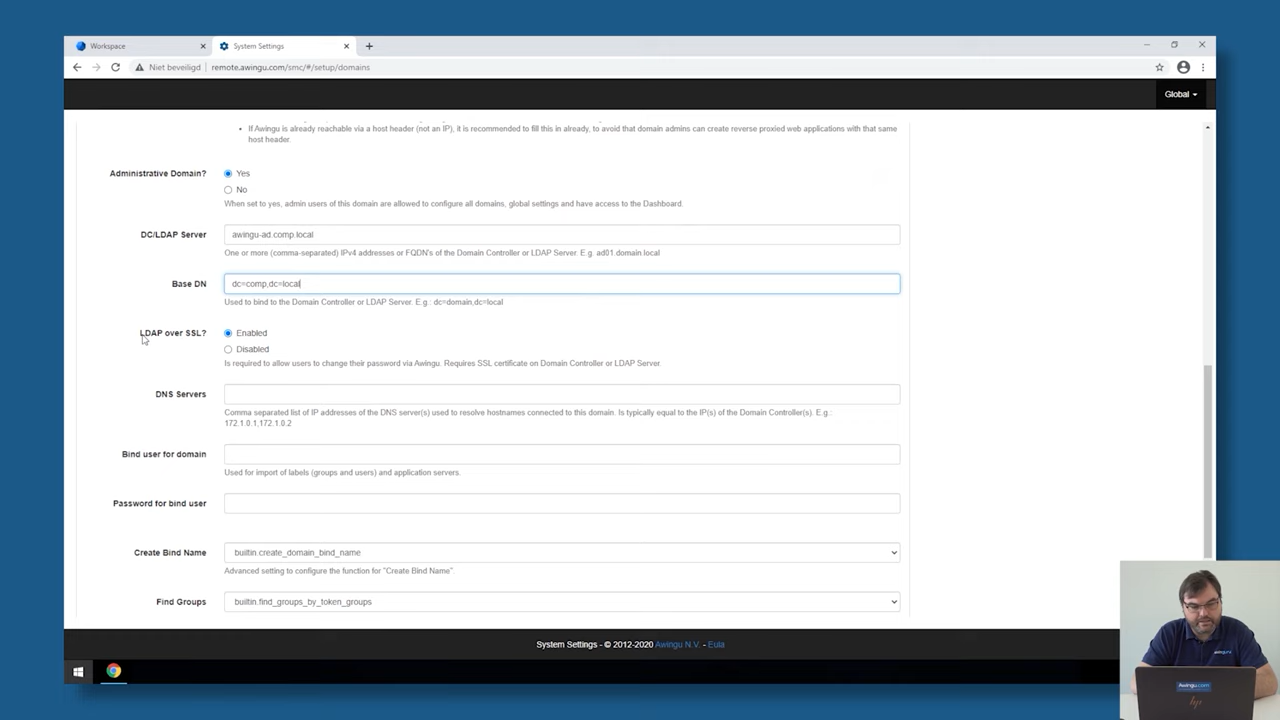 Workspace
System Settings
Niet beveiligd
remote.awingu.com/smc/#/setup/domains
Global
If Awingu is already reachable via a host header (not an IP), it is recommended to fill this in already, to avoid that domain admins can create reverse proxied web applications with that same
host header.
Administrative Domain?
Yes
No
When set to yes, admin users of this domain are allowed to configure all domains, global settings and have access to the Dashboard.
DC/LDAP Server
awingu-ad.comp.local
One or more (comma-separated) IPv4 addresses or FQDN's of the Domain Controller or LDAP Server. E.g. ad01.domain.local
Base DN
dc=comp,dc=local
Used to bind to the Domain Controller or LDAP Server. E.g.: dc=domain,dc=local
LDAP over SSL?
Enabled
Disabled
Is required to allow users to change their password via Awingu. Requires SSL certificate on Domain Controller or LDAP Server.
DNS Servers
Comma separated list of IP addresses of the DNS server(s) used to resolve hostnames connected to this domain. Is typically equal to the IP(s) of the Domain Controller(s). E.g.:
172.1.0.1,172.1.0.2
Bind user for domain
Used for import of labels (groups and users) and application servers.
Password for bind user
Create Bind Name
builtin.create_domain_bind_name
Advanced setting to configure the function for "Create Bind Name".
Find Groups
builtin.find_groups_by_token_groups
System Settings - © 2012-2020 Awingu N.V. - Eula
awingu
Awingu.com
hp